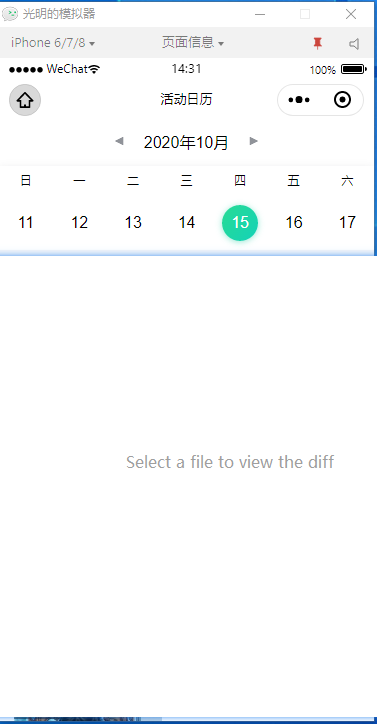 光明的模拟器
iPhone 6/7/8 页面信息
WeChat 14:31 100%
活动日历
2020年10月
日 一 二 三 四 五 六
11 12 13 14 15 16 17
Select a file to view the diff